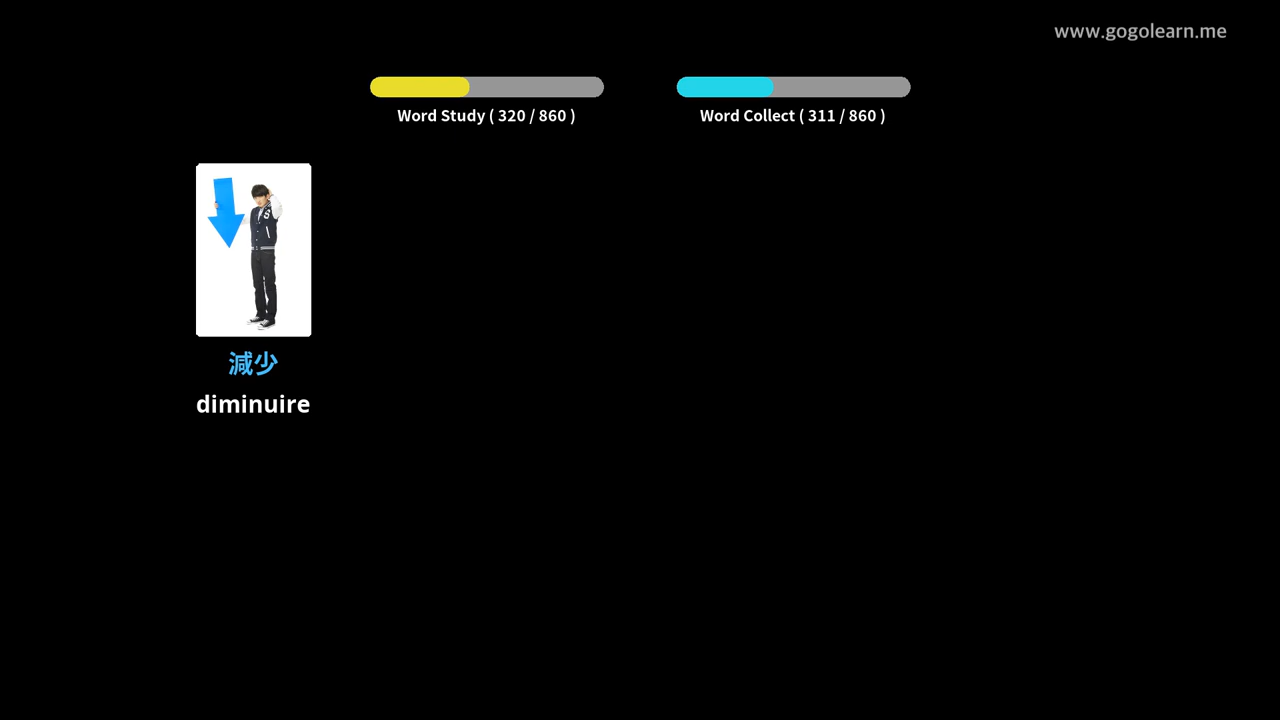 www.gogolearn.me
Word Study ( 320 / 860 )
Word Collect ( 311 / 860 )
S
減少
diminuire